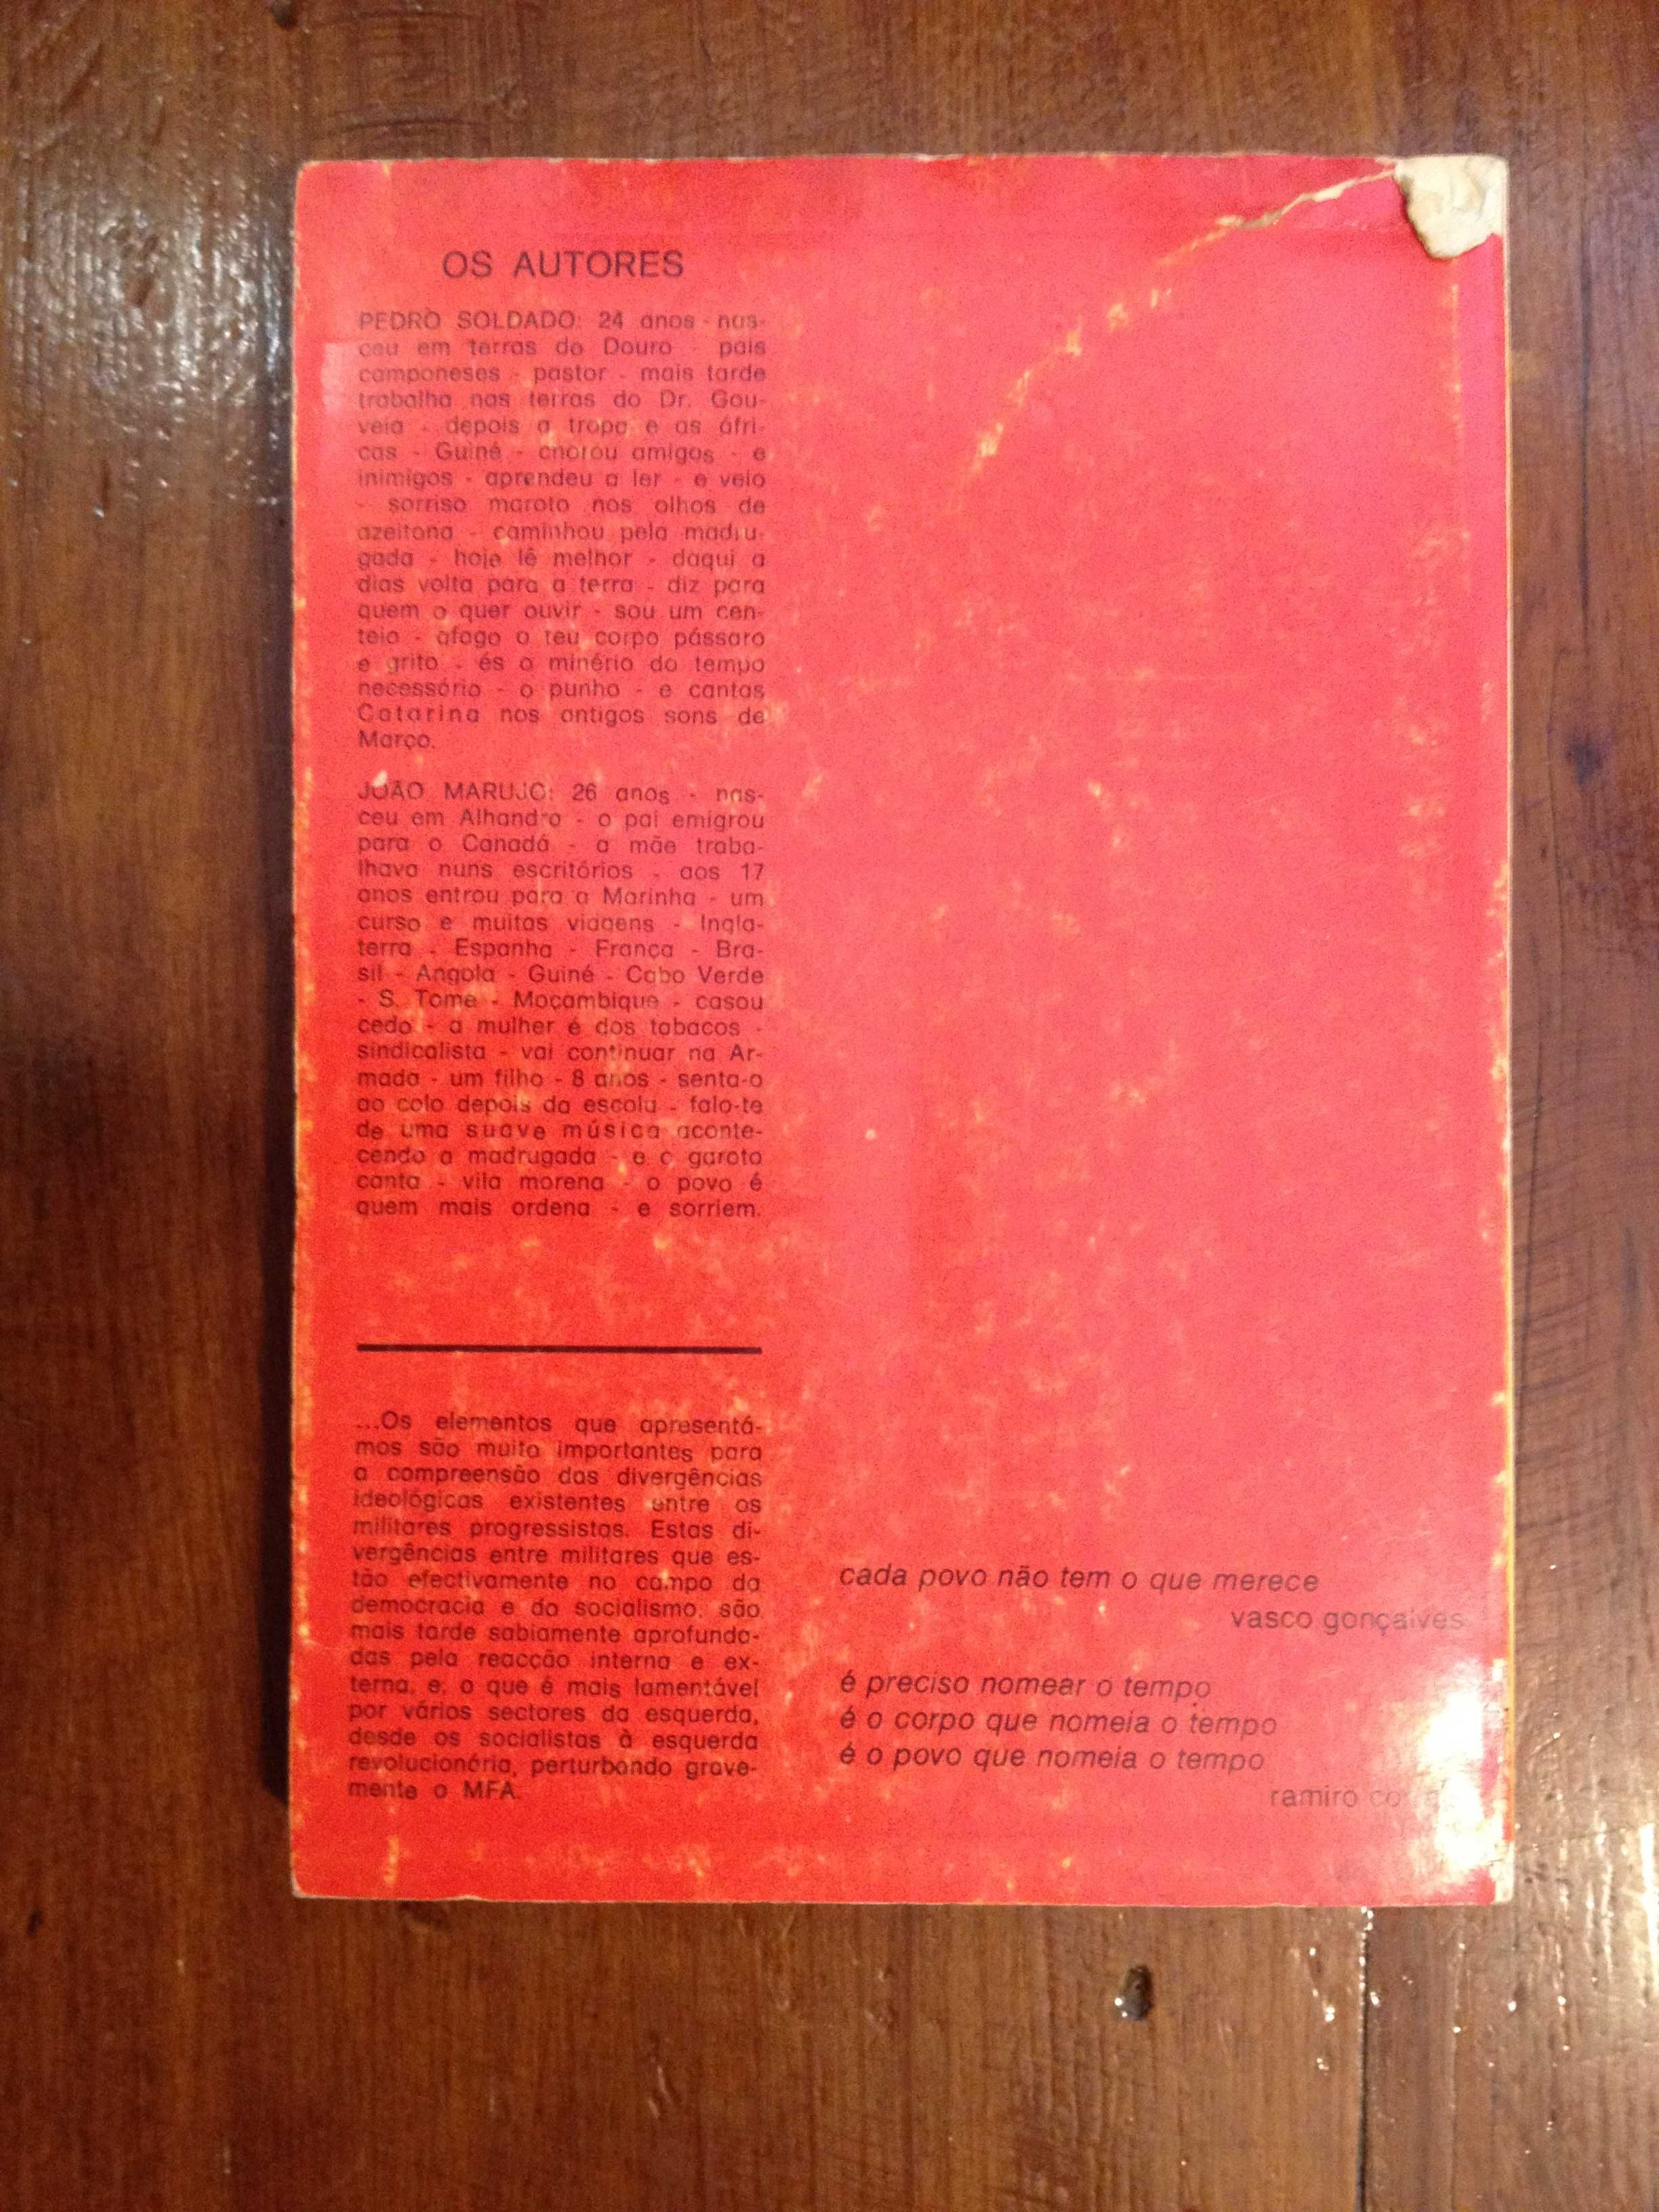 OS AUTORES
PEDRO SOLDADO: 24 anos - nas-
ceu em terras do Douro - pais
camponeses - pastor - mais tarde
trabalha nas terras do Dr. Gou-
veia - depois a tropa e as áfri-
cas - Guiné - chorou amigos - e
inimigos - aprendeu a ler - e veio
- sorriso maroto nos olhos de
azeitona - caminhou pela madru-
gada - hoje lê melhor - daqui a
dias volta para a terra - diz para
quem o quer ouvir - sou um cen-
teio - afago o teu corpo pássaro
e grito - és o minério do tempo
necessário - o punho - e cantas
Catarina nos antigos sons de
Março.
JOÃO MARUJO: 26 anos - nas-
ceu em Alhandra - o pai emigrou
para o Canadá - a mãe traba-
lhava nuns escritórios - aos 17
anos entrou para a Marinha - um
curso e muitas viagens - Ingla-
terra - Espanha - França - Bra-
sil - Angola - Guiné - Cabo Verde
- S. Tomé - Moçambique - casou
cedo - a mulher é dos tabacos -
sindicalista - vai continuar na Ar-
mada - um filho - 8 anos - senta-o
ao colo depois da escola - falo-te
de uma suave música aconte-
cendo a madrugada - e o garoto
canta - vila morena - o povo é
quem mais ordena - e sorriem.
...Os elementos que apresentá-
mos são muito importantes para
a compreensão das divergências
ideológicas existentes entre os
militares progressistas. Estas di-
vergências entre militares que es-
tão efectivamente no campo da
democracia e do socialismo, são
mais tarde sabiamente aprofunda-
das pela reacção interna e ex-
terna, e, o que é mais lamentável
por vários sectores da esquerda,
desde os socialistas à esquerda
revolucionária, perturbando grave-
mente o MFA.
cada povo não tem o que merece
vasco gonçalves
é preciso nomear o tempo
é o corpo que nomeia o tempo
é o povo que nomeia o tempo
ramiro